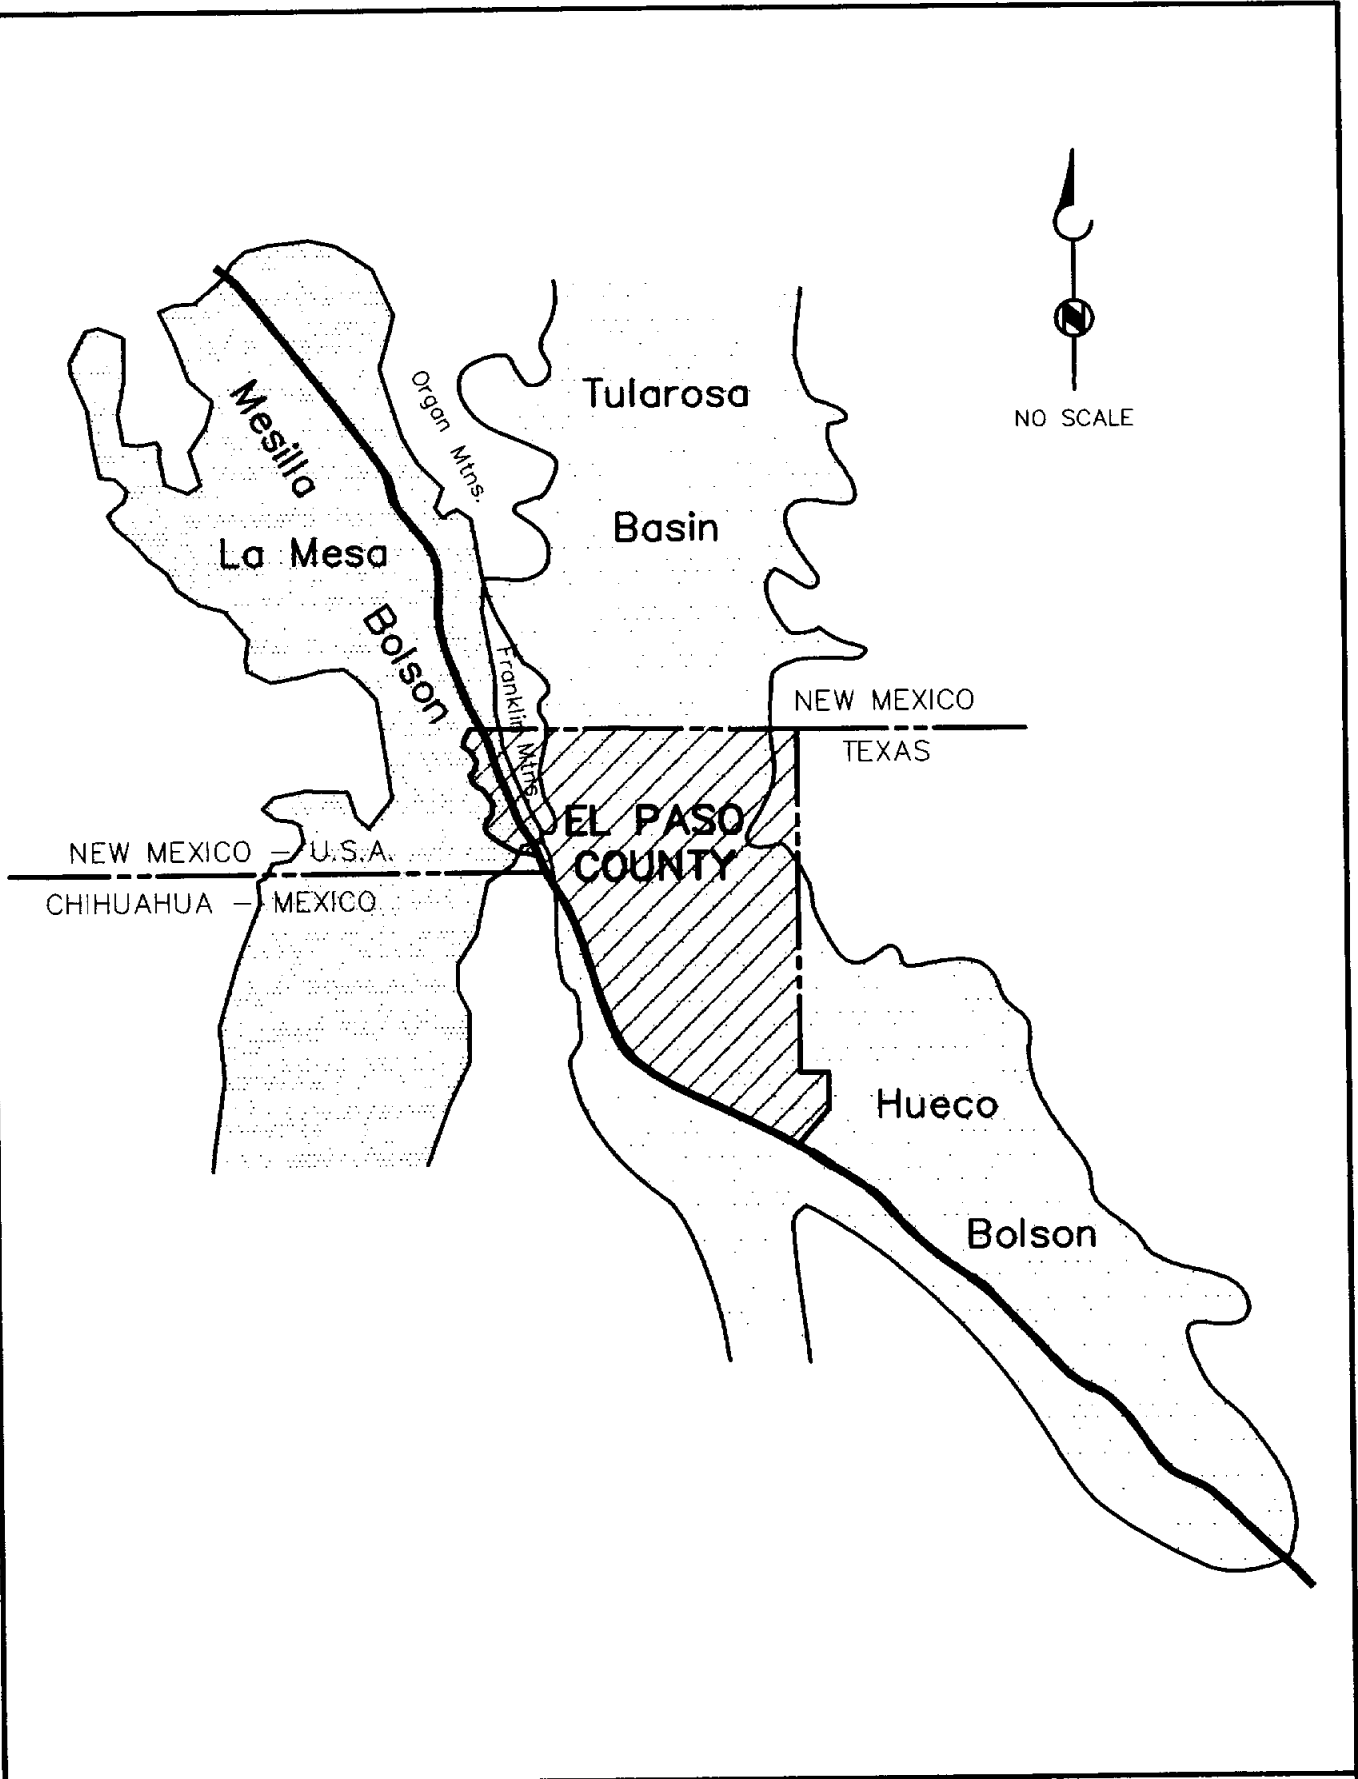 Tularosa
Basin
N
NO SCALE
Organ Mtns.
Mesilla
La Mesa
Bolson
Franklin Mtns.
NEW MEXICO
TEXAS
EL PASO
COUNTY
NEW MEXICO – U.S.A.
CHIHUAHUA – MEXICO
Hueco
Bolson